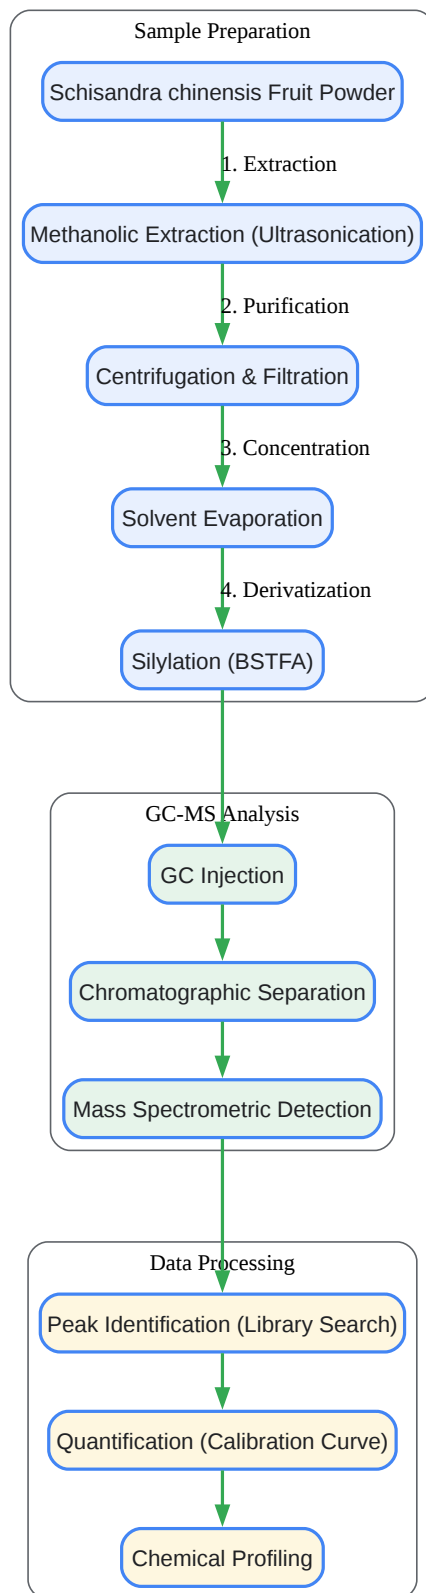 Sample Preparation
Schisandra chinensis Fruit Powder
1. Extraction
Methanolic Extraction (Ultrasonication)
2. Purification
Centrifugation & Filtration
3. Concentration
Solvent Evaporation
4. Derivatization
Silylation (BSTFA)
GC-MS Analysis
GC Injection
Chromatographic Separation
Mass Spectrometric Detection
Data Processing
Peak Identification (Library Search)
Quantification (Calibration Curve)
Chemical Profiling